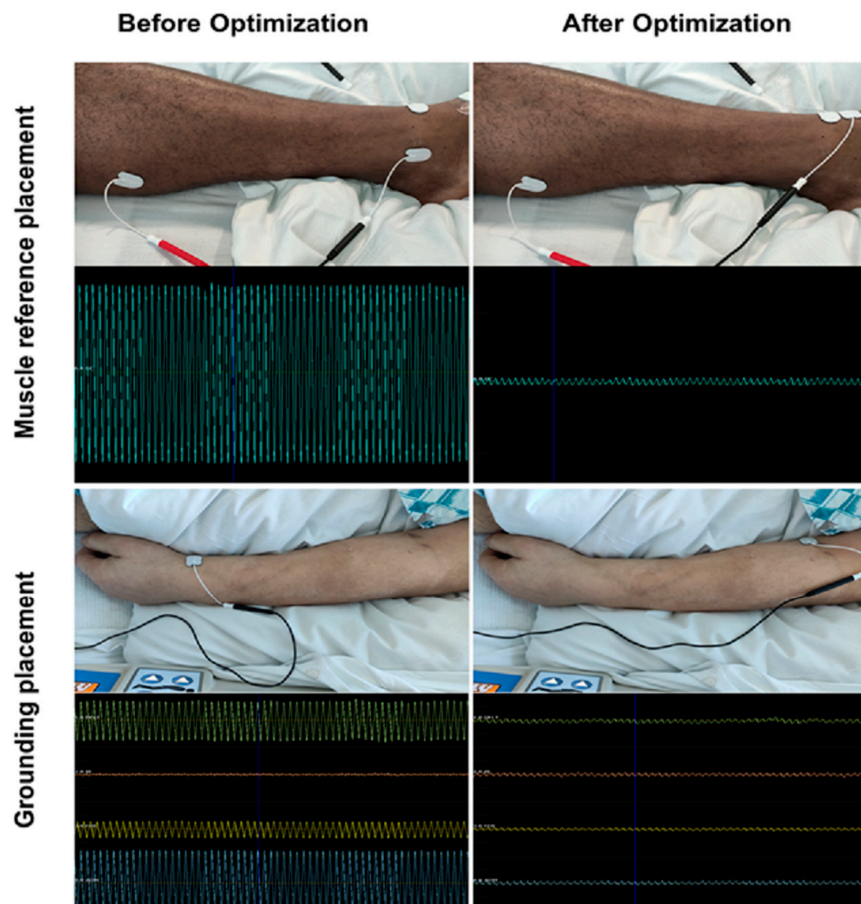 Before Optimization
After Optimization
Muscle reference placement
Grounding placement